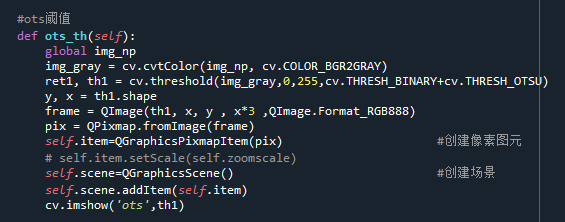 #ots阈值
def ots_th(self):
global img_np
img_gray = cv.cvtColor(img_np, cv.COLOR_BGR2GRAY)
ret1, th1 = cv.threshold(img_gray,0,255,cv.THRESH_BINARY+cv.THRESH_OTSU)
y, x = th1.shape
frame = QImage(th1, x, y , x*3 ,QImage.Format_RGB888)
pix = QPixmap.fromImage(frame)
self.item=QGraphicsPixmapItem(pix) #创建像素图元
# self.item.setScale(self.zoomscale)
self.scene=QGraphicsScene() #创建场景
self.scene.addItem(self.item)
cv.imshow('ots',th1)